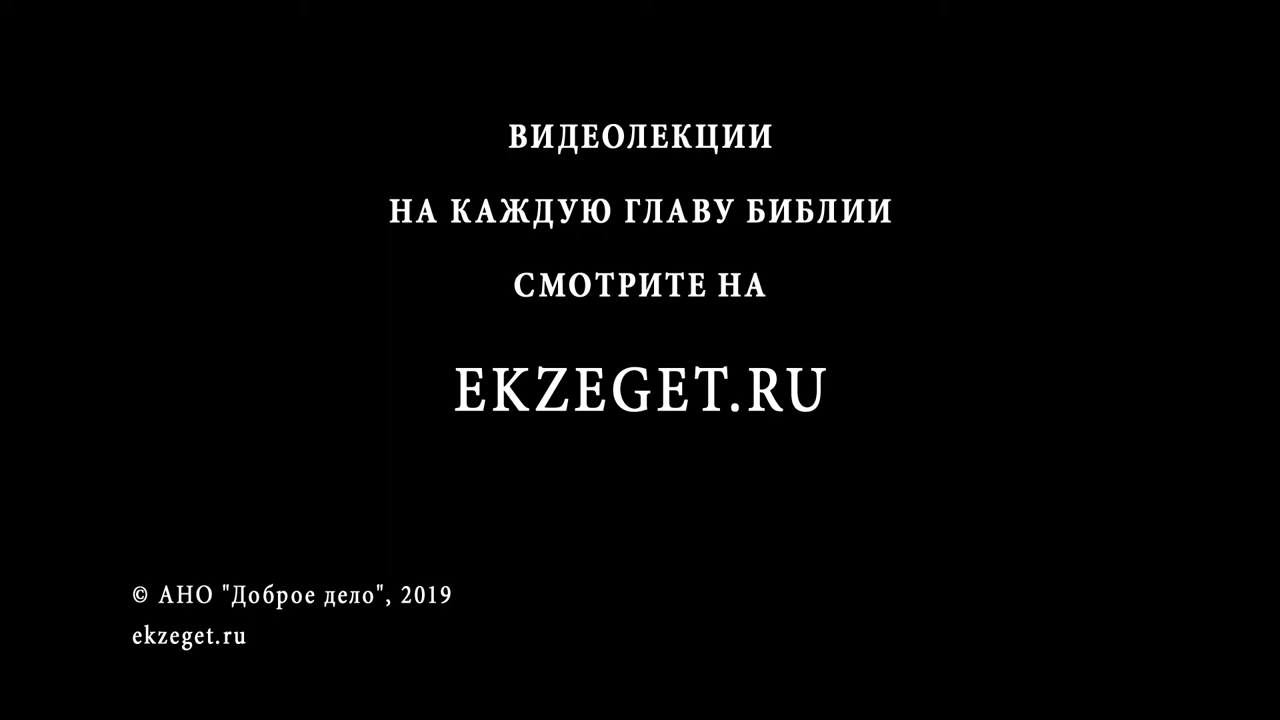 ВИДЕОЛЕКЦИИ
НА КАЖДУЮ ГЛАВУ БИБЛИИ
СМОТРИТЕ НА
EKZEGET.RU
© АНО "Доброе дело", 2019
ekzeget.ru